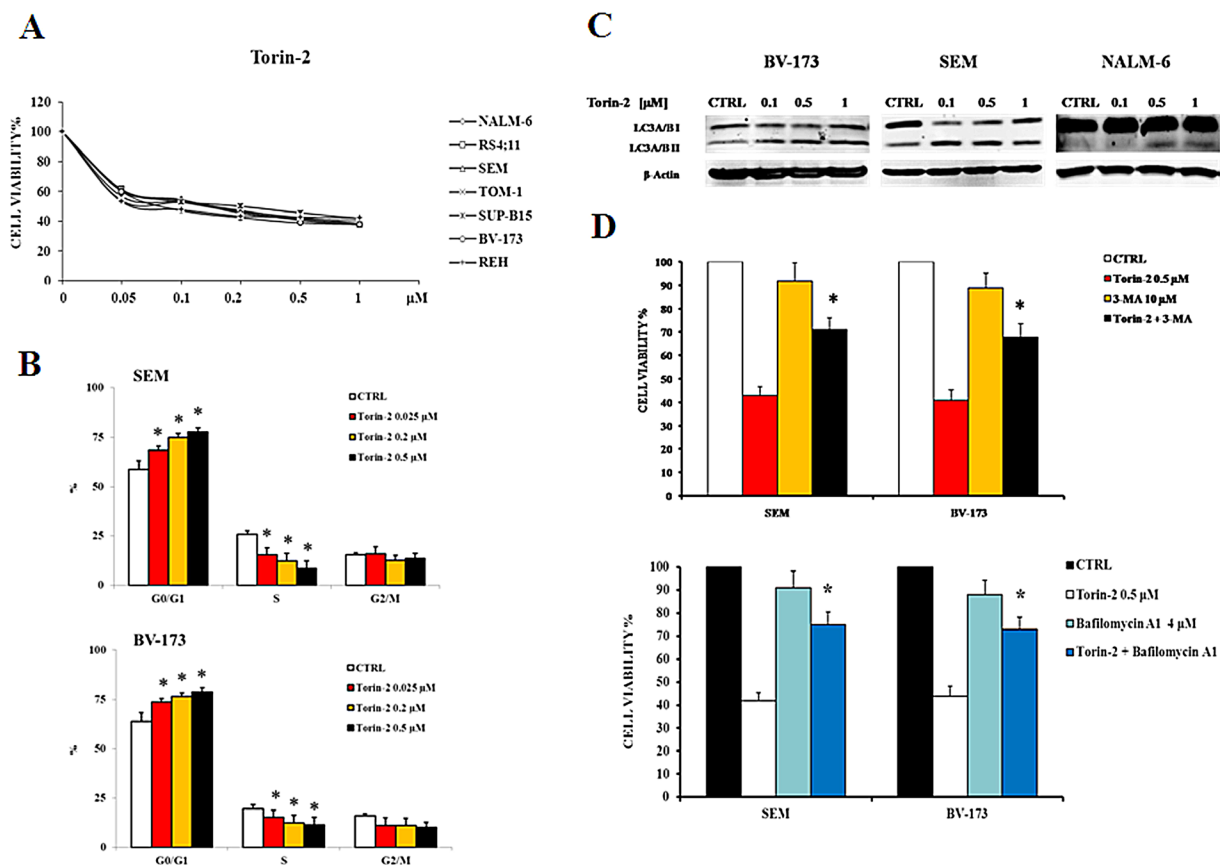 A
Torin-2
120
100
80
60
40
20
0
CELL VIABILITY%
0 0.05 0.1 0.2 0.5 1 µM
NALM-6
RS4;11
SEM
TOM-1
SUP-B15
BV-173
REH
B
SEM
100
75
50
25
0
%
G0/G1 S G2/M
* * *
* * *
CTRL
Torin-2 0.025 µM
Torin-2 0.2 µM
Torin-2 0.5 µM
BV-173
100
75
50
25
0
%
G0/G1 S G2/M
* * *
* * *
CTRL
Torin-2 0.025 µM
Torin-2 0.2 µM
Torin-2 0.5 µM
C
BV-173 SEM NALM-6
Torin-2 [µM] CTRL 0.1 0.5 1 CTRL 0.1 0.5 1 CTRL 0.1 0.5 1
LC3A/B I
LC3A/B II
β-Actin
D
100
90
80
70
60
50
40
30
20
10
0
CELL VIABILITY %
* *
SEM BV-173
CTRL
Torin-2 0.5 µM
3-MA 10 µM
Torin-2 + 3-MA
100
90
80
70
60
50
40
30
20
10
0
CELL VIABILITY %
* *
SEM BV-173
CTRL
Torin-2 0.5 µM
Bafilomycin A1 4 µM
Torin-2 + Bafilomycin A1